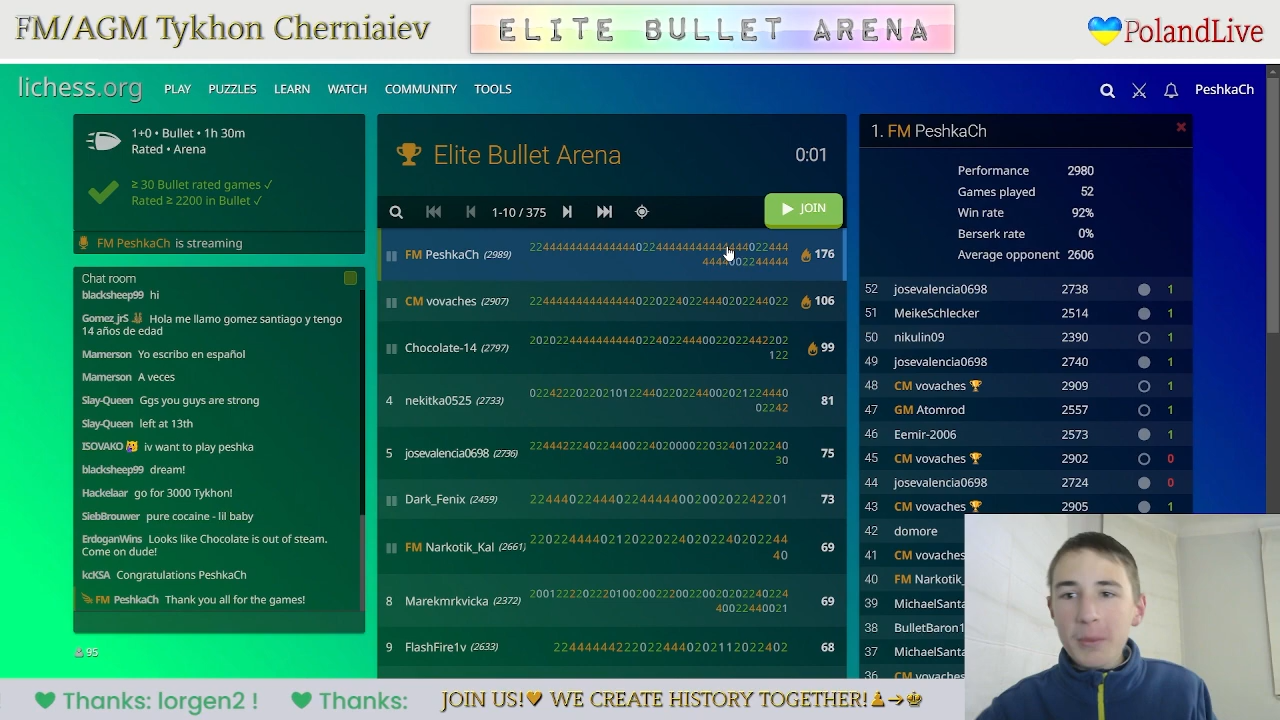 FM/AGM Tykhon Cherniaiev
ELITE BULLET ARENA
PolandLive
lichess.org
PLAY PUZZLES LEARN WATCH COMMUNITY TOOLS
PeshkaCh
1+0 • Bullet • 1h 30m
Rated • Arena
≥ 30 Bullet rated games ✓
Rated ≥ 2200 in Bullet ✓
FM PeshkaCh is streaming
Chat room
blacksheep99 hi
Gomez_jrS Hola me llamo gomez santiago y tengo
14 años de edad
Mamerson Yo escribo en español
Mamerson A veces
Slay-Queen Ggs you guys are strong
Slay-Queen left at 13th
ISOVAKO iv want to play peshka
blacksheep99 dream!
Hackelaar go for 3000 Tykhon!
SiebBrouwer pure cocaine - lil baby
ErdoganWins Looks like Chocolate is out of steam.
Come on dude!
kcKSA Congratulations PeshkaCh
FM PeshkaCh Thank you all for the games!
95
Elite Bullet Arena 0:01
1-10 / 375
JOIN
FM PeshkaCh (2989) 176
CM vovaches (2907) 106
Chocolate-14 (2797) 99
122
4 nekitka0525 (2733) 81
02242
5 josevalencia0698 (2736) 75
30
Dark_Fenix (2459) 73
FM Narkotik_Kal (2661) 69
40
8 Marekmrkvicka (2372) 69
9 FlashFire1v (2633) 68
1. FM PeshkaCh
Performance 2980
Games played 52
Win rate 92%
Berserk rate 0%
Average opponent 2606
52 josevalencia0698 2738 1
51 MeikeSchlecker 2514 1
50 nikulin09 2390 1
49 josevalencia0698 2740 1
48 CM vovaches 2909 1
47 GM Atomrod 2557 1
46 Eemir-2006 2573 1
45 CM vovaches 2902 0
44 josevalencia0698 2724 0
43 CM vovaches 2905 1
42 domore
41 CM vovaches
40 FM Narkotik_
39 MichaelSanta
38 BulletBaron1
37 MichaelSanta
36 CM vovaches
Thanks: lorgen2 ! Thanks:
JOIN US! WE CREATE HISTORY TOGETHER!